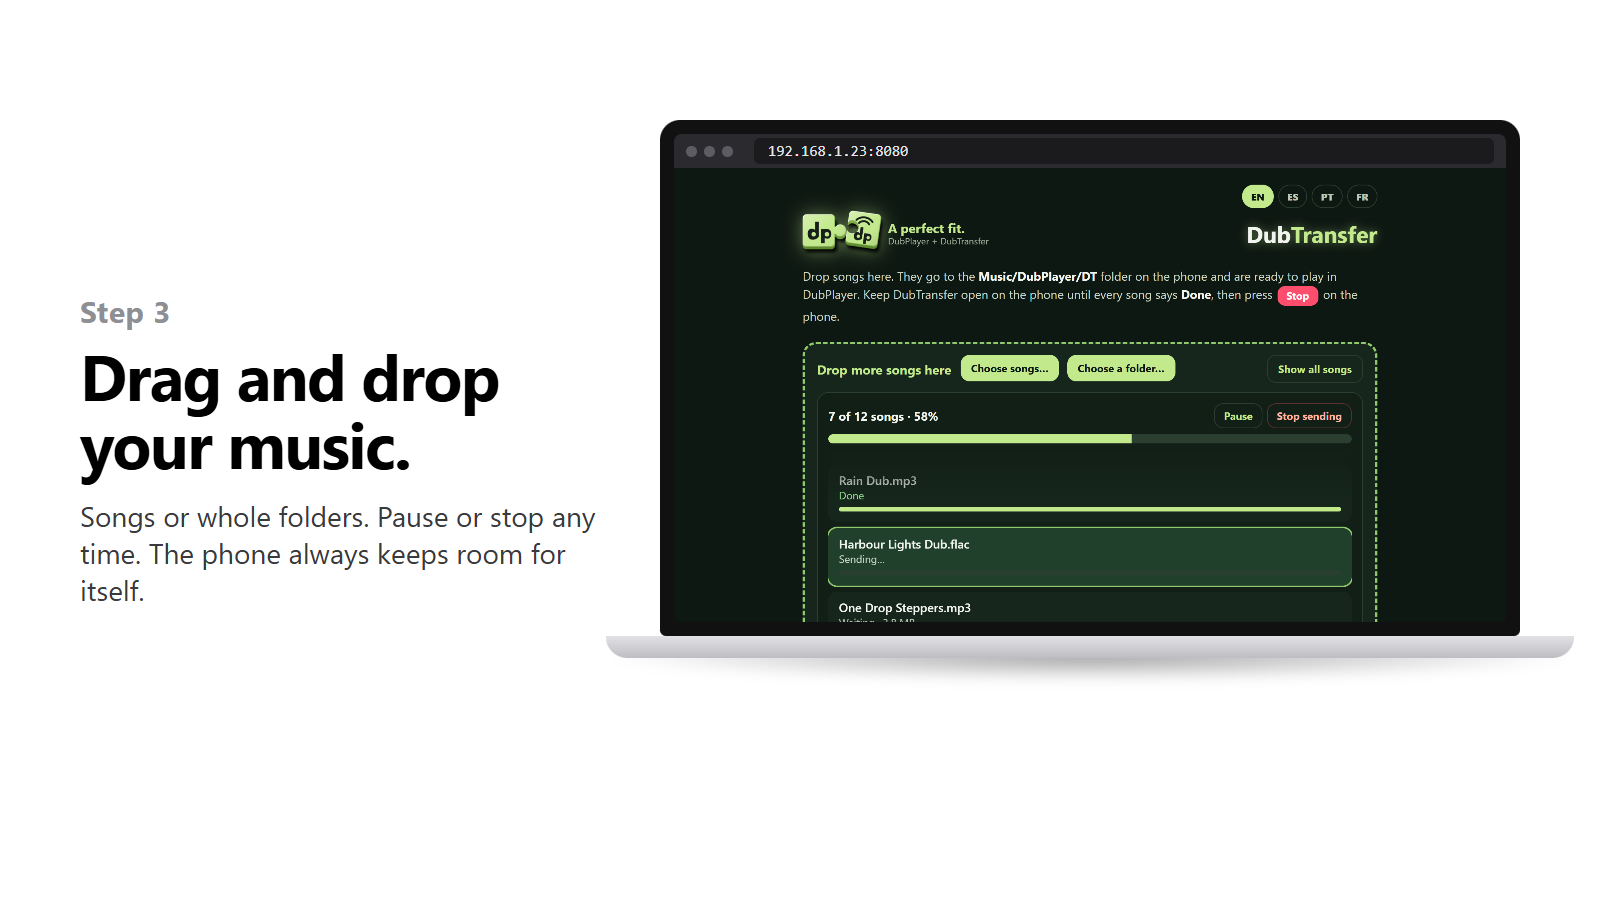 Step 3
Drag and drop
your music.
Songs or whole folders. Pause or stop any
time. The phone always keeps room for
itself.
192.168.1.23:8080
EN ES PT FR
dp dp
A perfect fit.
DubPlayer + DubTransfer
DubTransfer
Drop songs here. They go to the Music/DubPlayer/DT folder on the phone and are ready to play in
DubPlayer. Keep DubTransfer open on the phone until every song says Done, then press Stop on the
phone.
Drop more songs here Choose songs... Choose a folder... Show all songs
7 of 12 songs · 58% Pause Stop sending
Rain Dub.mp3
Done
Harbour Lights Dub.flac
Sending...
One Drop Steppers.mp3